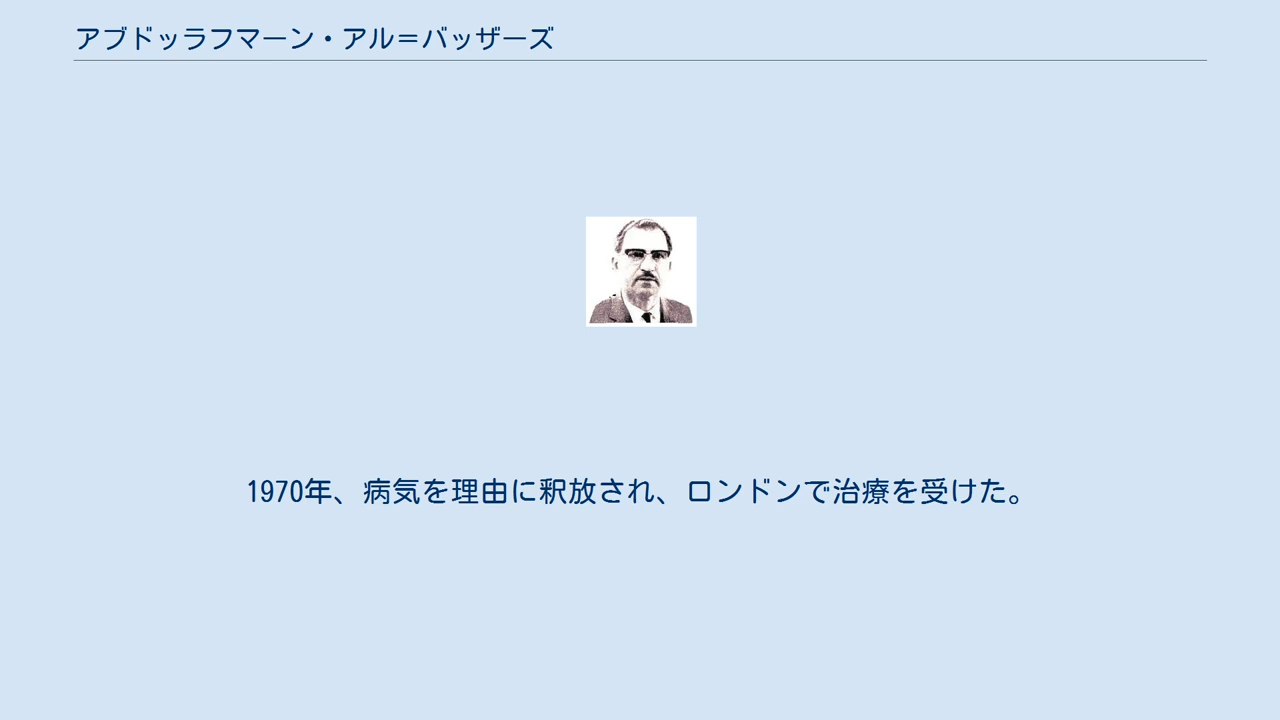 アブドッラフマーン・アル＝バッザーズ
1970年、病気を理由に釈放され、ロンドンで治療を受けた。